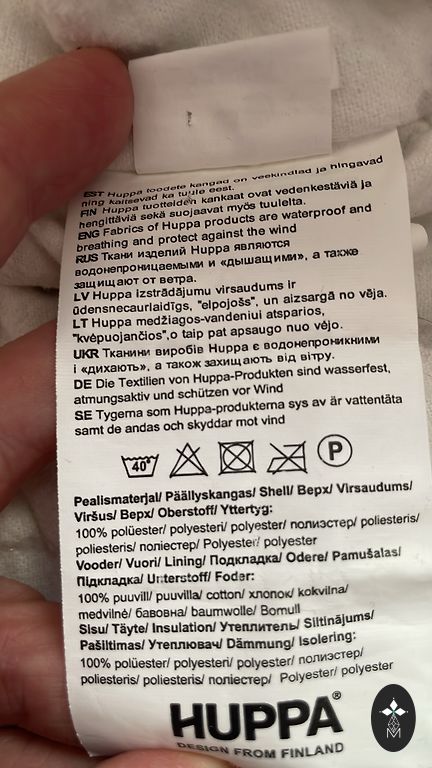 EST Huppa toodete kangad on veekindlad ja hingavad
ning kaitsevad ka tuule eest.
FIN Huppa tuotteiden kankaat ovat vedenkestäviä ja
hengittäviä sekä suojaavat myös tuulelta.
ENG Fabrics of Huppa products are waterproof and
breathing and protect against the wind
RUS Ткани изделий Huppa являются
водонепроницаемыми и «дышащими», а также
защищают от ветра.
LV Huppa izstrādājumu virsaudums ir
ūdensnecaurlaidīgs, "elpojošs", un aizsargā no vēja.
LT Huppa medžiagos-vandeniui atsparios,
"kvėpuojančios",o taip pat apsaugo nuo vėjo.
UKR Тканини виробів Huppa є водонепроникними
і «дихають», а також захищають від вітру.
DE Die Textilien von Huppa-Produkten sind wasserfest,
atmungsaktiv und schützen vor Wind
SE Tygerna som Huppa-produkterna sys av är vattentäta
samt de andas och skyddar mot vind
40° P
Pealismaterjal/ Päällyskangas/ Shell/ Верх/ Virsaudums/
Viršus/ Верх/ Oberstoff/ Yttertyg:
100% polüester/ polyesteri/ polyester/ полиэстер/ poliesteris/
poliesteris/ поліестер/ Polyester/ polyester
Vooder/ Vuori/ Lining/ Подкладка/ Odere/ Pamušalas/
Підкладка/ Unterstoff/ Foder:
100% puuvill/ puuvilla/ cotton/ хлопок/ kokvilna/
medvilnė/ бавовна/ baumwolle/ Bomull
Sisu/ Täyte/ Insulation/ Утеплитель/ Siltinājums/
Pašiltimas/ Утеплювач/ Dämmung/ Isolering:
100% polüester/ polyesteri/ polyester/ полиэстер/
poliesteris/ poliesteris/ поліестер/ Polyester/ polyester
HUPPA®
DESIGN FROM FINLAND